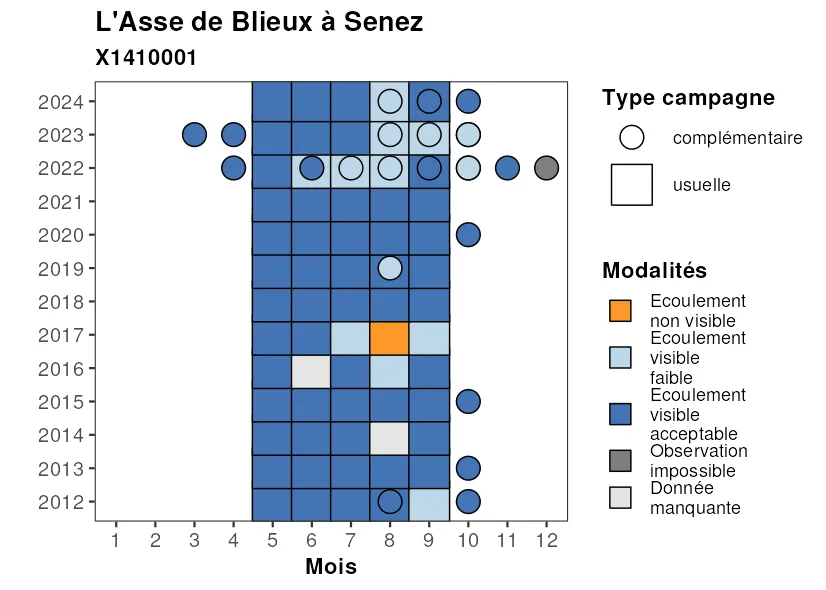 L'Asse de Blieux à Senez
X1410001
2024
2023
2022
2021
2020
2019
2018
2017
2016
2015
2014
2013
2012
1 2 3 4 5 6 7 8 9 10 11 12
Mois
Type campagne
complémentaire
usuelle
Modalités
Ecoulement
non visible
Ecoulement
visible
faible
Ecoulement
visible
acceptable
Observation
impossible
Donnée
manquante